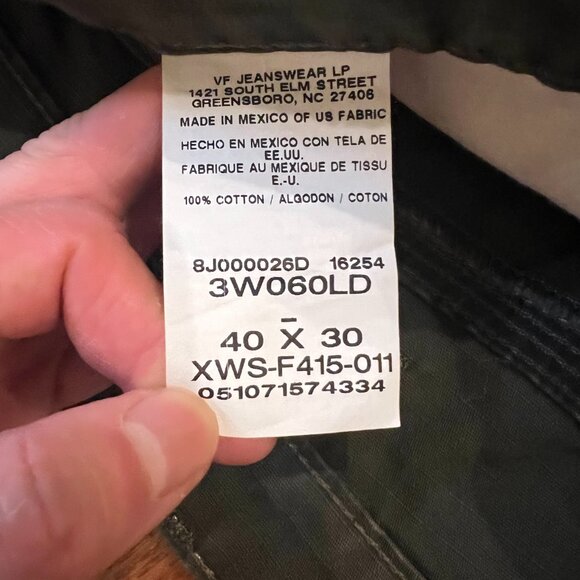 VF JEANSWEAR LP
1421 SOUTH ELM STREET
GREENSBORO, NC 27406
MADE IN MEXICO OF US FABRIC
HECHO EN MEXICO CON TELA DE
EE.UU.
FABRIQUE AU MEXIQUE DE TISSU
E.-U.
100% COTTON / ALGODON / COTON
8J000026D 16254
3W060LD
–
40 X 30
XWS-F415-011
051071574334